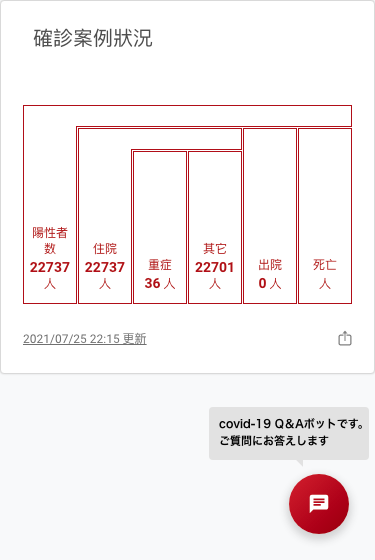 確診案例狀況
陽性者
数
22737
人
住院
22737
人
重症
36 人
其它
22701
人
出院
0 人
死亡
人
2021/07/25 22:15 更新
covid-19 Q&Aボットです。
ご質問にお答えします